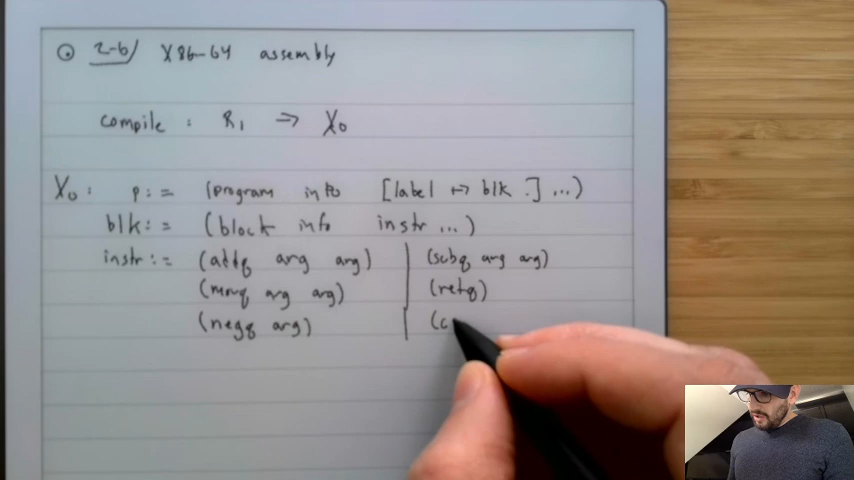 ⊙ 2-6/ X86-64 assembly
compile : R₁ ⇒ X₀
X₀: p:= (program info [label ↦ blk .] ...)
blk:= (block info instr ...)
instr:= (addq arg arg) | (subq arg arg)
(movq arg arg) | (retq)
(negq arg) | (c